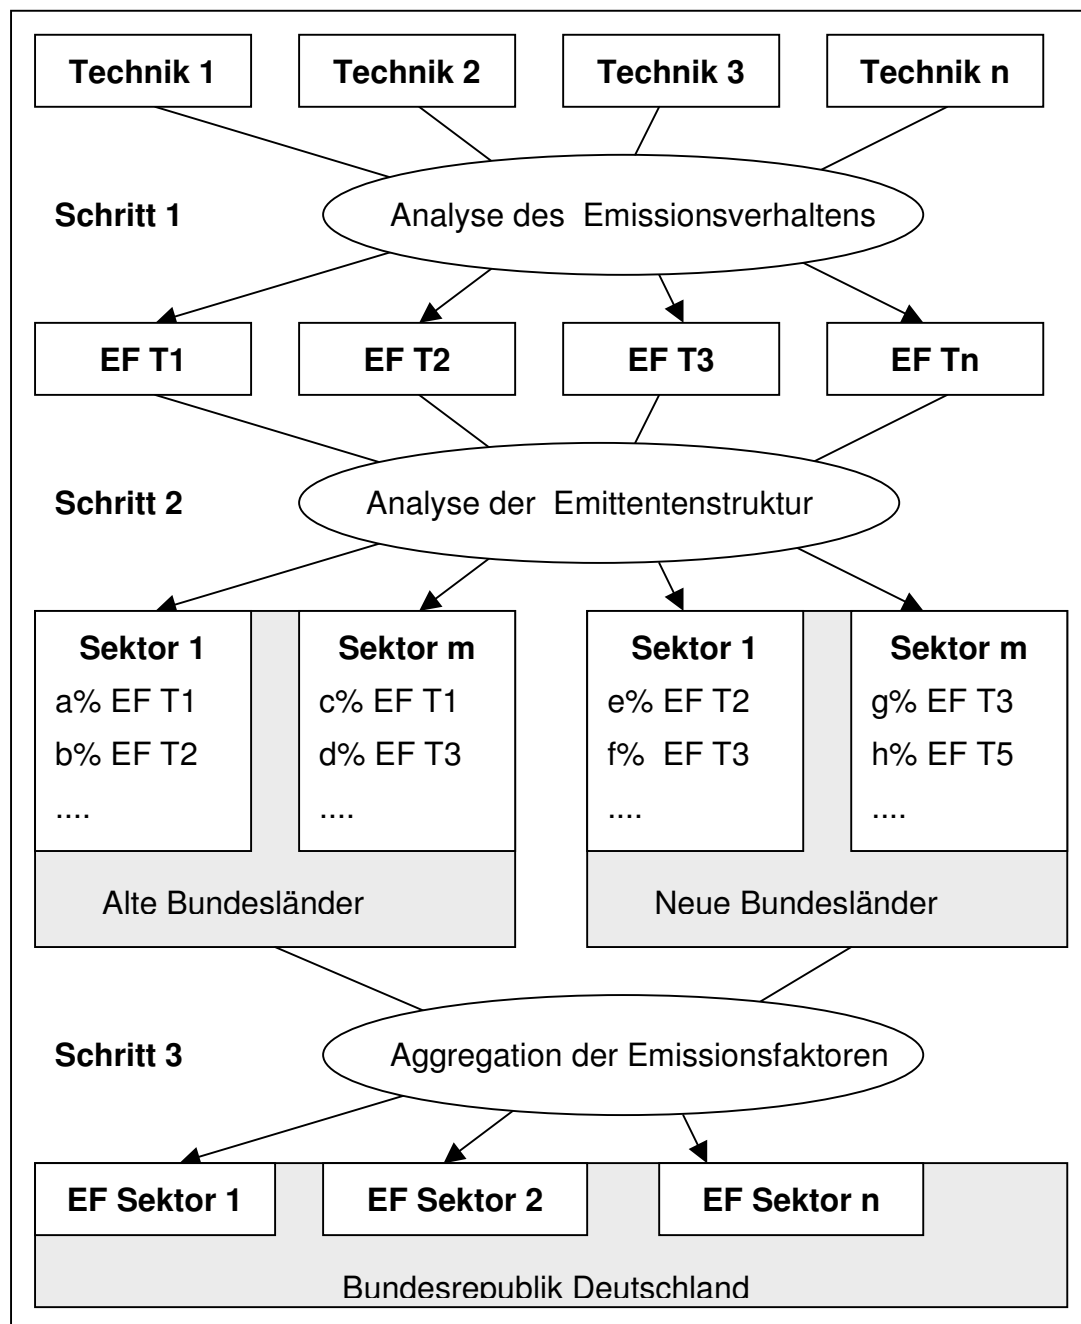 Technik 1 Technik 2 Technik 3 Technik n
Schritt 1 Analyse des Emissionsverhaltens
EF T1 EF T2 EF T3 EF Tn
Schritt 2 Analyse der Emittentenstruktur
Sektor 1 Sektor m Sektor 1 Sektor m
a% EF T1 c% EF T1 e% EF T2 g% EF T3
b% EF T2 d% EF T3 f% EF T3 h% EF T5
.... .... .... ....
Alte Bundesländer Neue Bundesländer
Schritt 3 Aggregation der Emissionsfaktoren
EF Sektor 1 EF Sektor 2 EF Sektor n
Bundesrepublik Deutschland